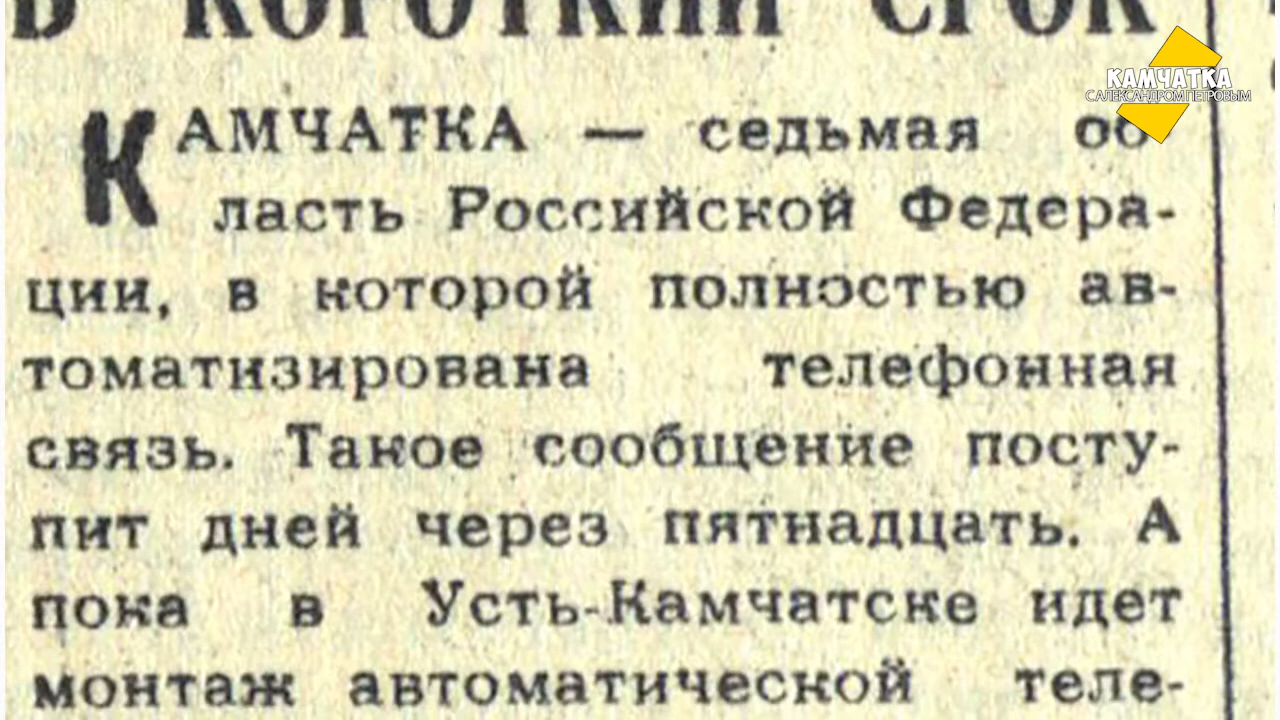 В КОРОТКИЙ СРОК
КАМЧАТКА
С АЛЕКСАНДРОМ ПЕТРОВЫМ
КАМЧАТКА — седьмая об
ласть Российской Федера-
ции, в которой полностью ав-
томатизирована телефонная
связь. Такое сообщение посту-
пит дней через пятнадцать. А
пока в Усть-Камчатске идет
монтаж автоматической теле-